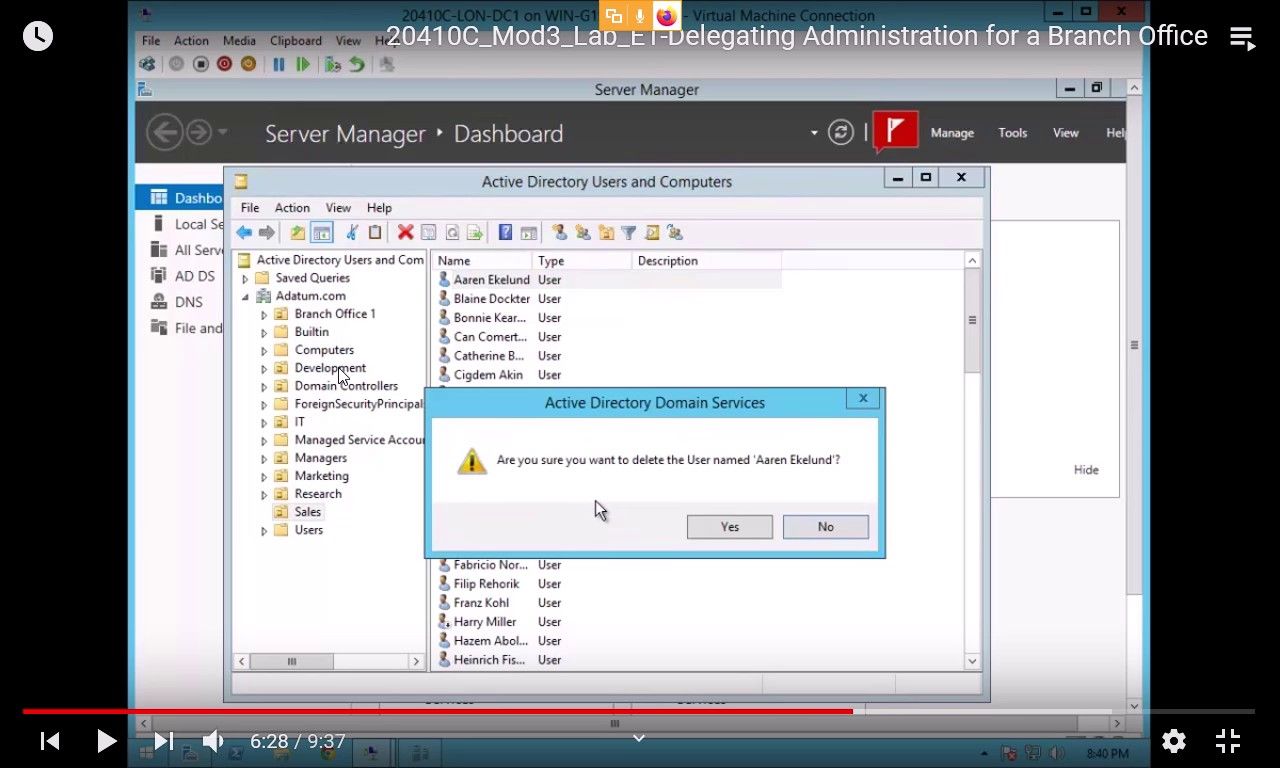 20410C-LON-DC1 on WIN-G1 - Virtual Machine Connection
20410C_Mod3_Lab_E1-Delegating Administration for a Branch Office
File Action Media Clipboard View
Server Manager
Server Manager Dashboard
Manage Tools View Hel
Dashbo
Local Se
All Serv
AD DS
DNS
File and
Active Directory Users and Computers
File Action View Help
Active Directory Users and Com
Saved Queries
Adatum.com
Branch Office 1
Builtin
Computers
Development
Domain Controllers
ForeignSecurityPrincipal
IT
Managed Service Accou
Managers
Marketing
Research
Sales
Users
Name Type Description
Aaren Ekelund User
Blaine Dockter User
Bonnie Kear... User
Can Comert... User
Catherine B... User
Cigdem Akin User
Active Directory Domain Services
Are you sure you want to delete the User named 'Aaren Ekelund'?
Yes No
Fabricio Nor... User
Filip Rehorik User
Franz Kohl User
Harry Miller User
Hazem Abol... User
Heinrich Fis... User
Hide
6:28 / 9:37
8:40 PM